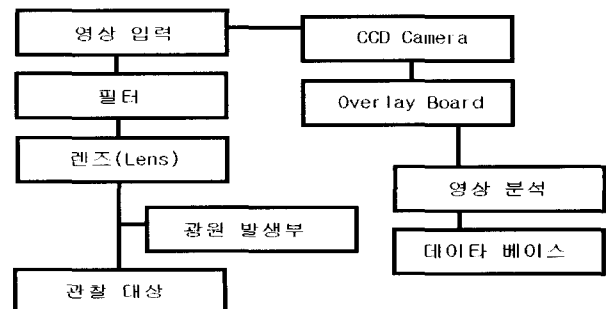 영상 입력
CCD Camera
필터
Overlay Board
렌즈(Lens)
영상 분석
광원 발생부
데이타 베이스
관찰 대상